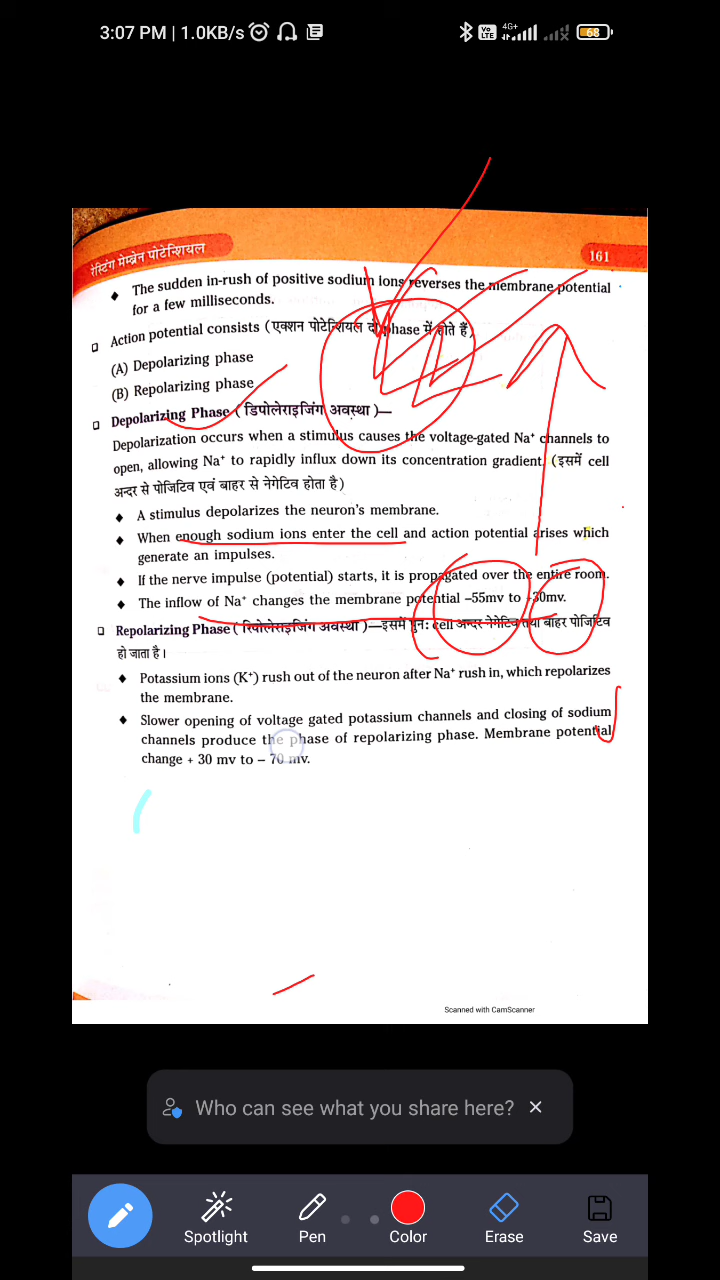 3:07 PM | 1.0KB/s
Vo LTE 4G+ 68
रेस्टिंग मेम्ब्रेन पोटेन्शियल
161
♦ The sudden in-rush of positive sodium ions reverses the membrane potential
for a few milliseconds.
❑ Action potential consists (एक्शन पोटेन्शियल दो phase में होते हैं)
(A) Depolarizing phase
(B) Repolarizing phase
❑ Depolarizing Phase (डिपोलेराइजिंग अवस्था)—
Depolarization occurs when a stimulus causes the voltage-gated Na⁺ channels to
open, allowing Na⁺ to rapidly influx down its concentration gradient. (इसमें cell
अन्दर से पोजिटिव एवं बाहर से नेगेटिव होता है)
♦ A stimulus depolarizes the neuron's membrane.
♦ When enough sodium ions enter the cell and action potential arises which
generate an impulses.
♦ If the nerve impulse (potential) starts, it is propagated over the entire room.
♦ The inflow of Na⁺ changes the membrane potential –55mv to +30mv.
❑ Repolarizing Phase (रिपोलेराइजिंग अवस्था)—इसमें पुन: cell अन्दर नेगेटिव तथा बाहर पोजिटिव
हो जाता है।
♦ Potassium ions (K⁺) rush out of the neuron after Na⁺ rush in, which repolarizes
the membrane.
♦ Slower opening of voltage gated potassium channels and closing of sodium
channels produce the phase of repolarizing phase. Membrane potential
change + 30 mv to – 70 mv.
Scanned with CamScanner
Who can see what you share here?
Spotlight Pen Color Erase Save